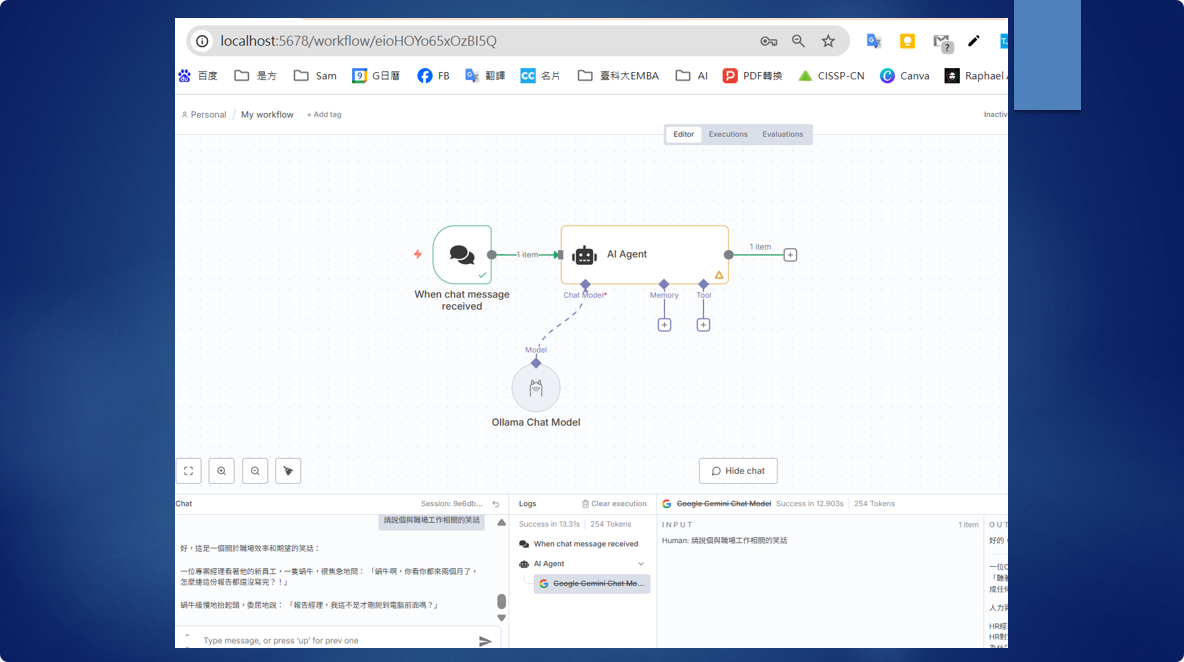 localhost:5678/workflow/eioHOYo65xOzBI5Q
百度 是方 Sam G日曆 FB 翻譯 名片 臺科大EMBA AI PDF轉換 CISSP-CN Canva Raphael
Personal / My workflow + Add tag
Inactiv
Editor Executions Evaluations
1 item
AI Agent
1 item
When chat message
received
Chat Model*
Memory
Tool
Model
Ollama Chat Model
Hide chat
Chat
Session: 9e6db...
請說個與職場工作相關的笑話
好，這是一個關於職場效率和期望的笑話：
一位專案經理看著他的新員工，一隻蝸牛，很焦急地問：「蝸牛啊，你看你都來兩個月了，
怎麼連這份報告都還沒寫完？！」
蝸牛緩慢地抬起頭，委屈地說：「報告經理，我這不是才剛爬到電腦前面嗎？」
Type message, or press 'up' for prev one
Logs
Clear execution
Success in 13.31s 254 Tokens
When chat message received
AI Agent
Google Gemini Chat Mo...
Google Gemini Chat Model Success in 12.903s 254 Tokens
INPUT
1 item
Human: 請說個與職場工作相關的笑話
OUT
好的，
一位C
「聽著
成任何
人力資
HR經
HR對